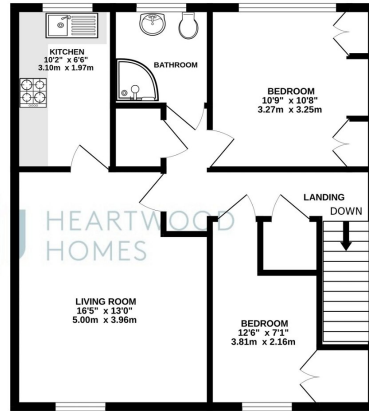 KITCHEN
10'2" x 6'6"
3.10m x 1.97m
BATHROOM
BEDROOM
10'9" x 10'8"
3.27m x 3.25m
LANDING
DOWN
HEARTWOOD
HOMES
LIVING ROOM
16'5" x 13'0"
5.00m x 3.96m
BEDROOM
12'6" x 7'1"
3.81m x 2.16m